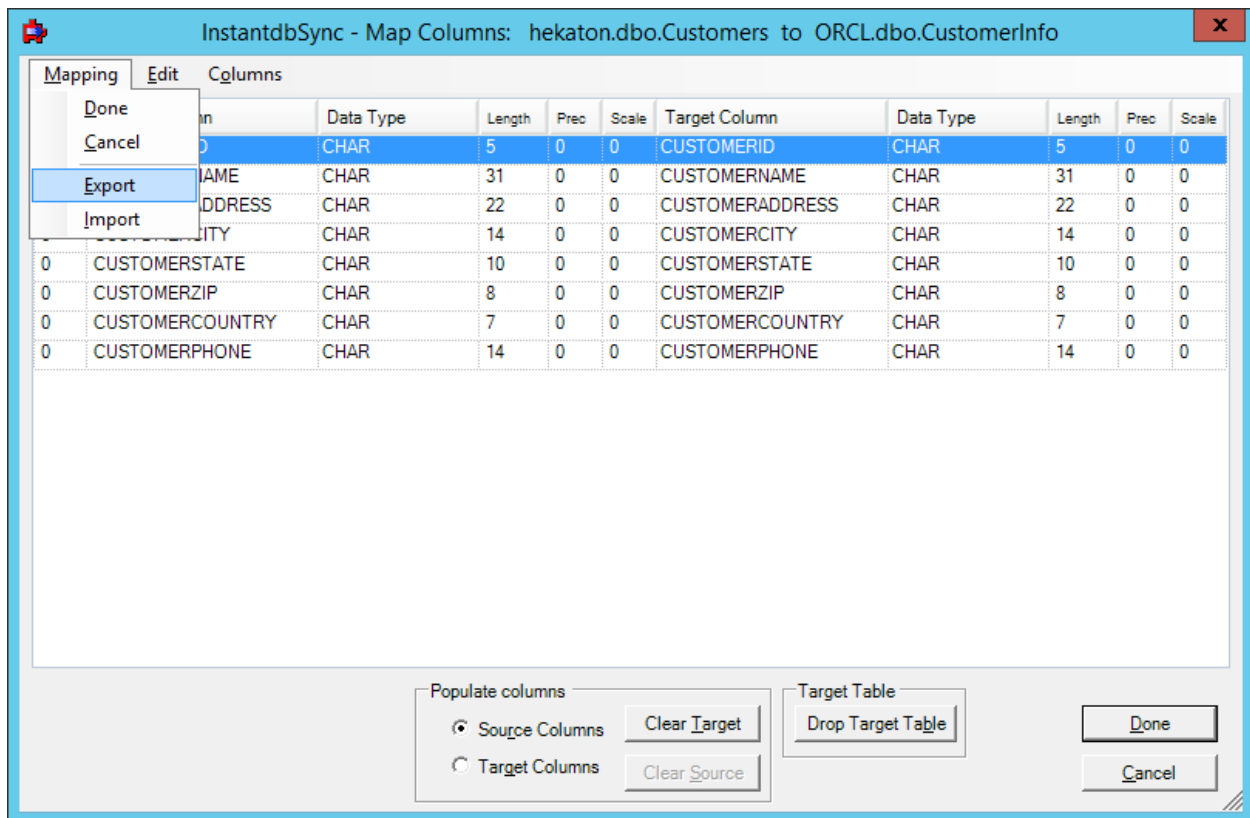 InstantdbSync - Map Columns: hekaton.dbo.Customers to ORCL.dbo.CustomerInfo x
Mapping Edit Columns
Done
Cancel
Export
Import
Data Type Length Prec Scale Target Column Data Type Length Prec Scale
CHAR 5 0 0 CUSTOMERID CHAR 5 0 0
CHAR 31 0 0 CUSTOMERNAME CHAR 31 0 0
CHAR 22 0 0 CUSTOMERADDRESS CHAR 22 0 0
CHAR 14 0 0 CUSTOMERCITY CHAR 14 0 0
0 CUSTOMERSTATE CHAR 10 0 0 CUSTOMERSTATE CHAR 10 0 0
0 CUSTOMERZIP CHAR 8 0 0 CUSTOMERZIP CHAR 8 0 0
0 CUSTOMERCOUNTRY CHAR 7 0 0 CUSTOMERCOUNTRY CHAR 7 0 0
0 CUSTOMERPHONE CHAR 14 0 0 CUSTOMERPHONE CHAR 14 0 0
Populate columns
Source Columns
Target Columns
Clear Target
Clear Source
Target Table
Drop Target Table
Done
Cancel